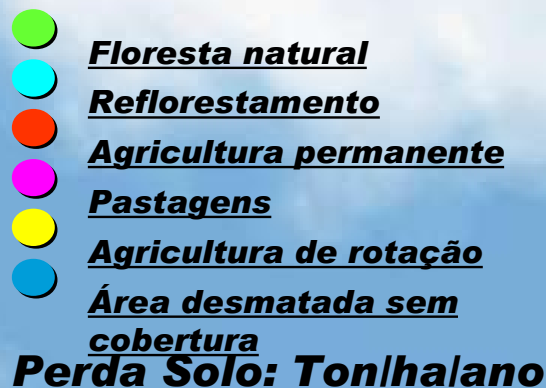 Floresta natural
Reflorestamento
Agricultura permanente
Pastagens
Agricultura de rotação
Área desmatada sem
cobertura
Perda Solo: Ton/ha/ano